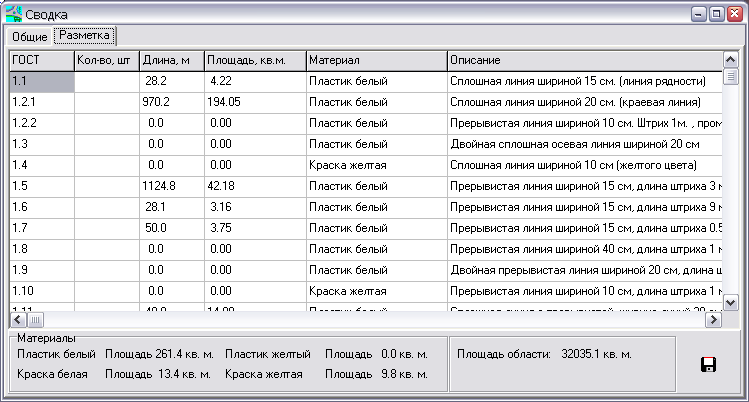 Сводка
Общие Разметка
ГОСТ Кол-во, шт Длина, м Площадь, кв.м. Материал Описание
1.1 28.2 4.22 Пластик белый Сплошная линия шириной 15 см. (линия рядности)
1.2.1 970.2 194.05 Пластик белый Сплошная линия шириной 20 см. (краевая линия)
1.2.2 0.0 0.00 Пластик белый Прерывистая линия шириной 10 см. Штрих 1м. , пром
1.3 0.0 0.00 Пластик белый Двойная сплошная осевая линия шириной 20 см
1.4 0.0 0.00 Краска желтая Сплошная линия шириной 10 см (желтого цвета)
1.5 1124.8 42.18 Пластик белый Прерывистая линия шириной 15 см, длина штриха 3 м
1.6 28.1 3.16 Пластик белый Прерывистая линия шириной 15 см, длина штриха 9 м
1.7 50.0 3.75 Пластик белый Прерывистая линия шириной 15 см, длина штриха 0.5
1.8 0.0 0.00 Пластик белый Прерывистая линия шириной 40 см, длина штриха 1 м
1.9 0.0 0.00 Пластик белый Двойная прерывистая линия шириной 20 см, длина ш
1.10 0.0 0.00 Краска желтая Прерывистая линия шириной 10 см, длина штриха 1 м
1.11 Пластик белый
Материалы
Пластик белый Площадь 261.4 кв. м. Пластик желтый Площадь 0.0 кв. м. Площадь области: 32035.1 кв. м.
Краска белая Площадь 13.4 кв. м. Краска желтая Площадь 9.8 кв. м.